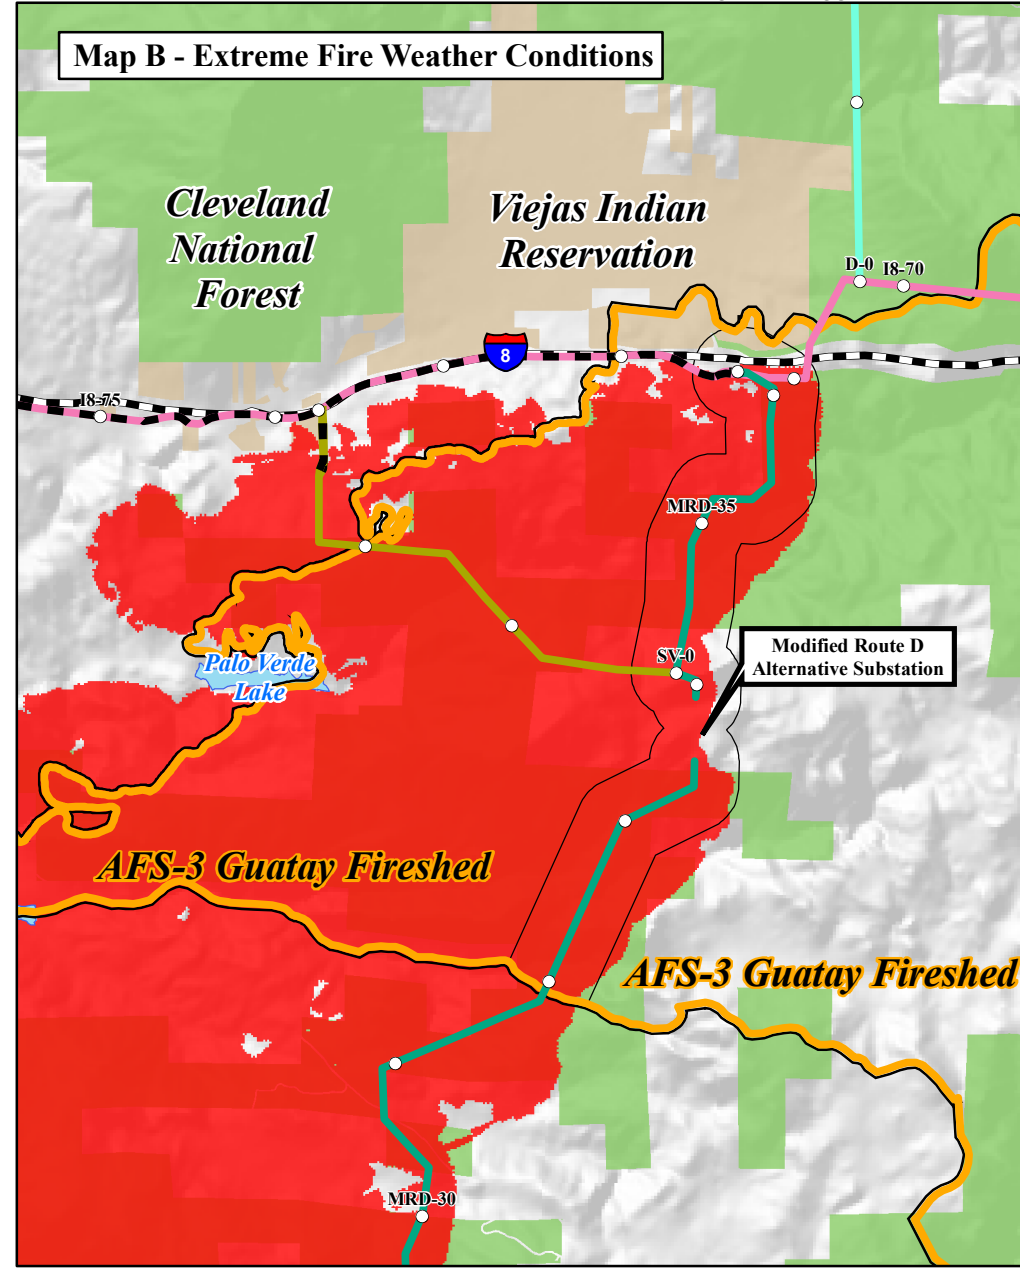 Map B - Extreme Fire Weather Conditions
Cleveland
National
Forest
Viejas Indian
Reservation
D-0
I8-70
8
I8-75
MRD-35
SV-0
Modified Route D
Alternative Substation
Palo Verde
Lake
AFS-3 Guatay Fireshed
AFS-3 Guatay Fireshed
MRD-30